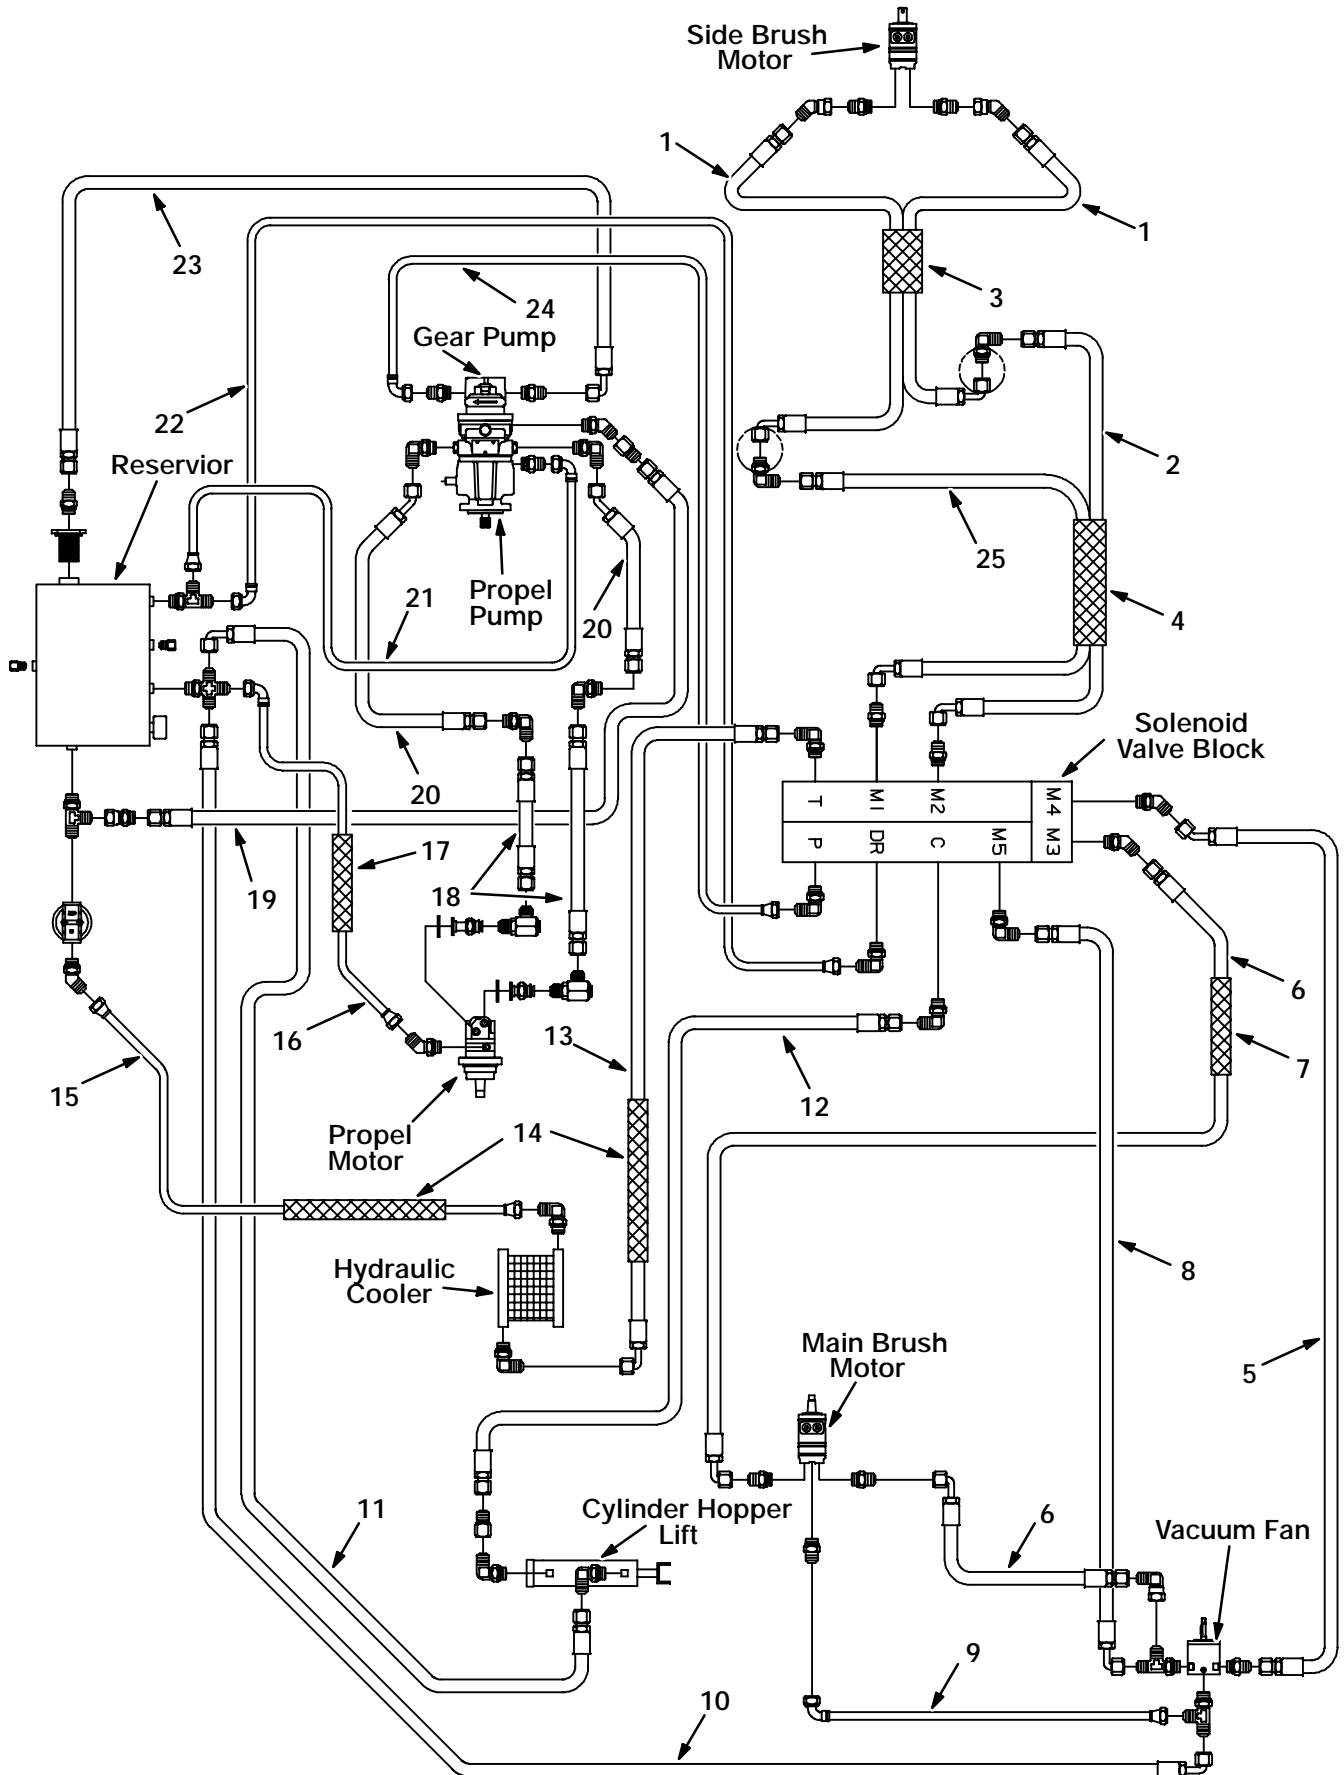 Side Brush
Motor
1
1
23
3
24
Gear Pump
22
Reservior
2
25
Propel
Pump
21
20
4
Solenoid
Valve Block
20
T
M1
M2
M4
P
DR
C
M5
M3
17
19
18
6
16
13
7
15
12
Propel
Motor
14
8
Hydraulic
Cooler
Main Brush
Motor
5
11
Cylinder Hopper
Lift
6
Vacuum Fan
9
10